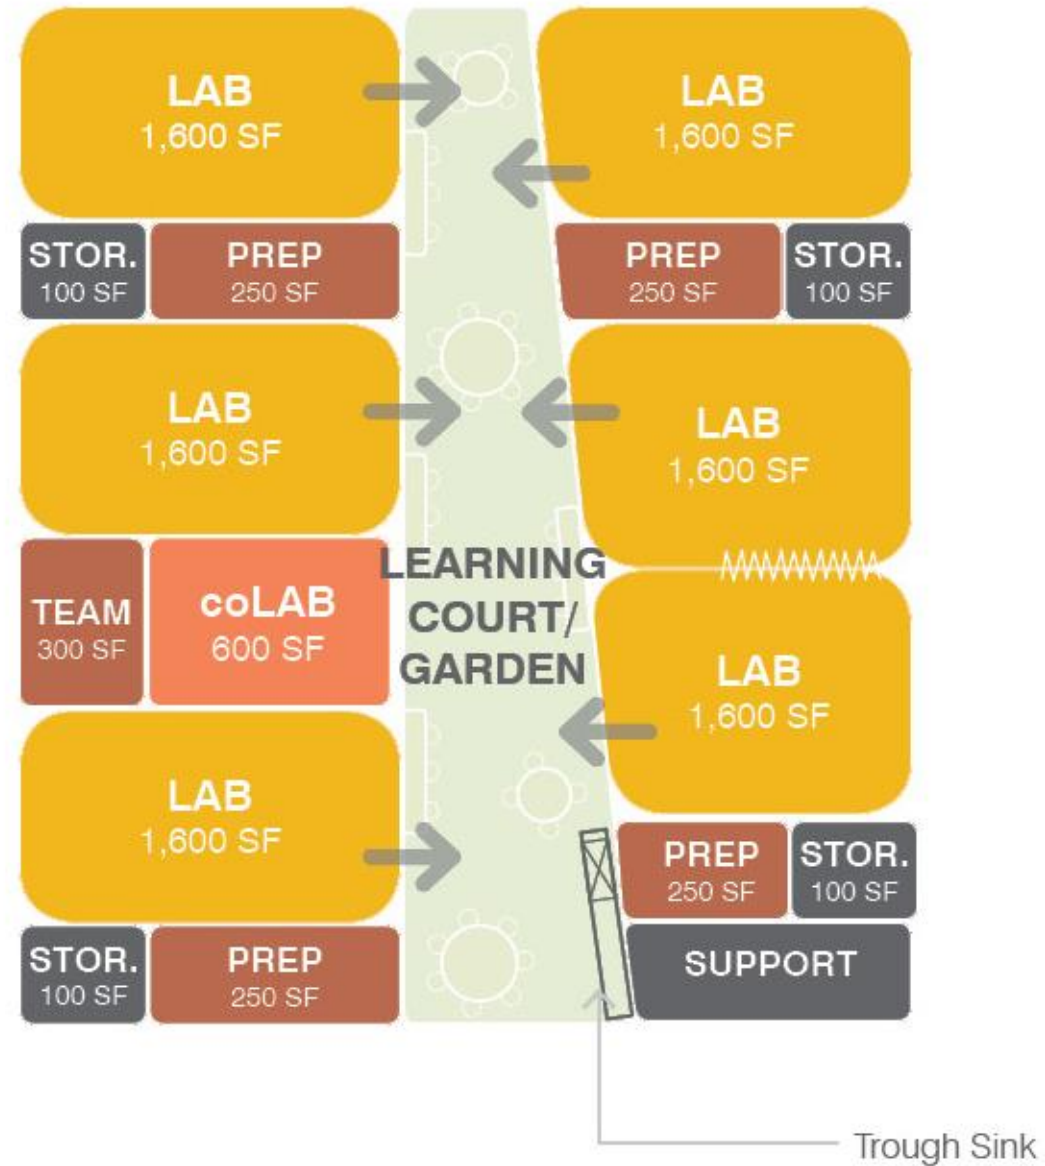 LAB
1,600 SF
LAB
1,600 SF
STOR.
100 SF
PREP
250 SF
PREP
250 SF
STOR.
100 SF
LAB
1,600 SF
LAB
1,600 SF
TEAM
300 SF
coLAB
600 SF
LEARNING
COURT/
GARDEN
LAB
1,600 SF
LAB
1,600 SF
PREP
250 SF
STOR.
100 SF
STOR.
100 SF
PREP
250 SF
SUPPORT
Trough Sink